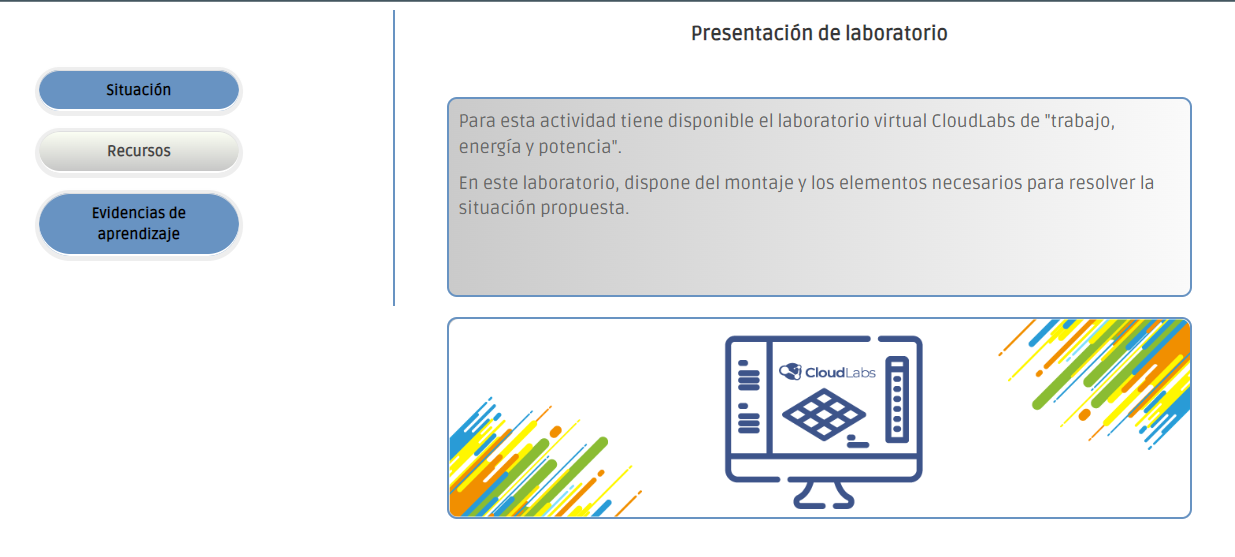 Presentación de laboratorio
Situación
Recursos
Evidencias de
aprendizaje
Para esta actividad tiene disponible el laboratorio virtual CloudLabs de "trabajo,
energía y potencia".
En este laboratorio, dispone del montaje y los elementos necesarios para resolver la
situación propuesta.
CloudLabs